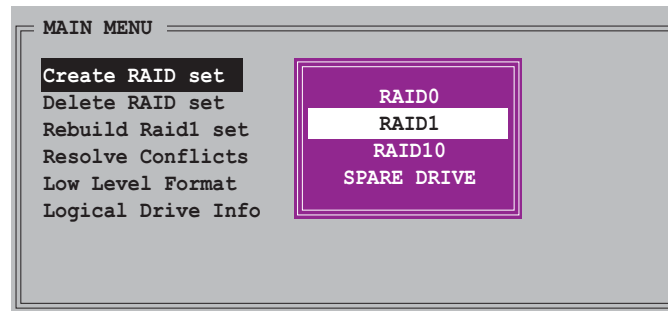 MAIN MENU
Create RAID set
Delete RAID set
Rebuild Raid1 set
Resolve Conflicts
Low Level Format
Logical Drive Info
RAID0
RAID1
RAID10
SPARE DRIVE